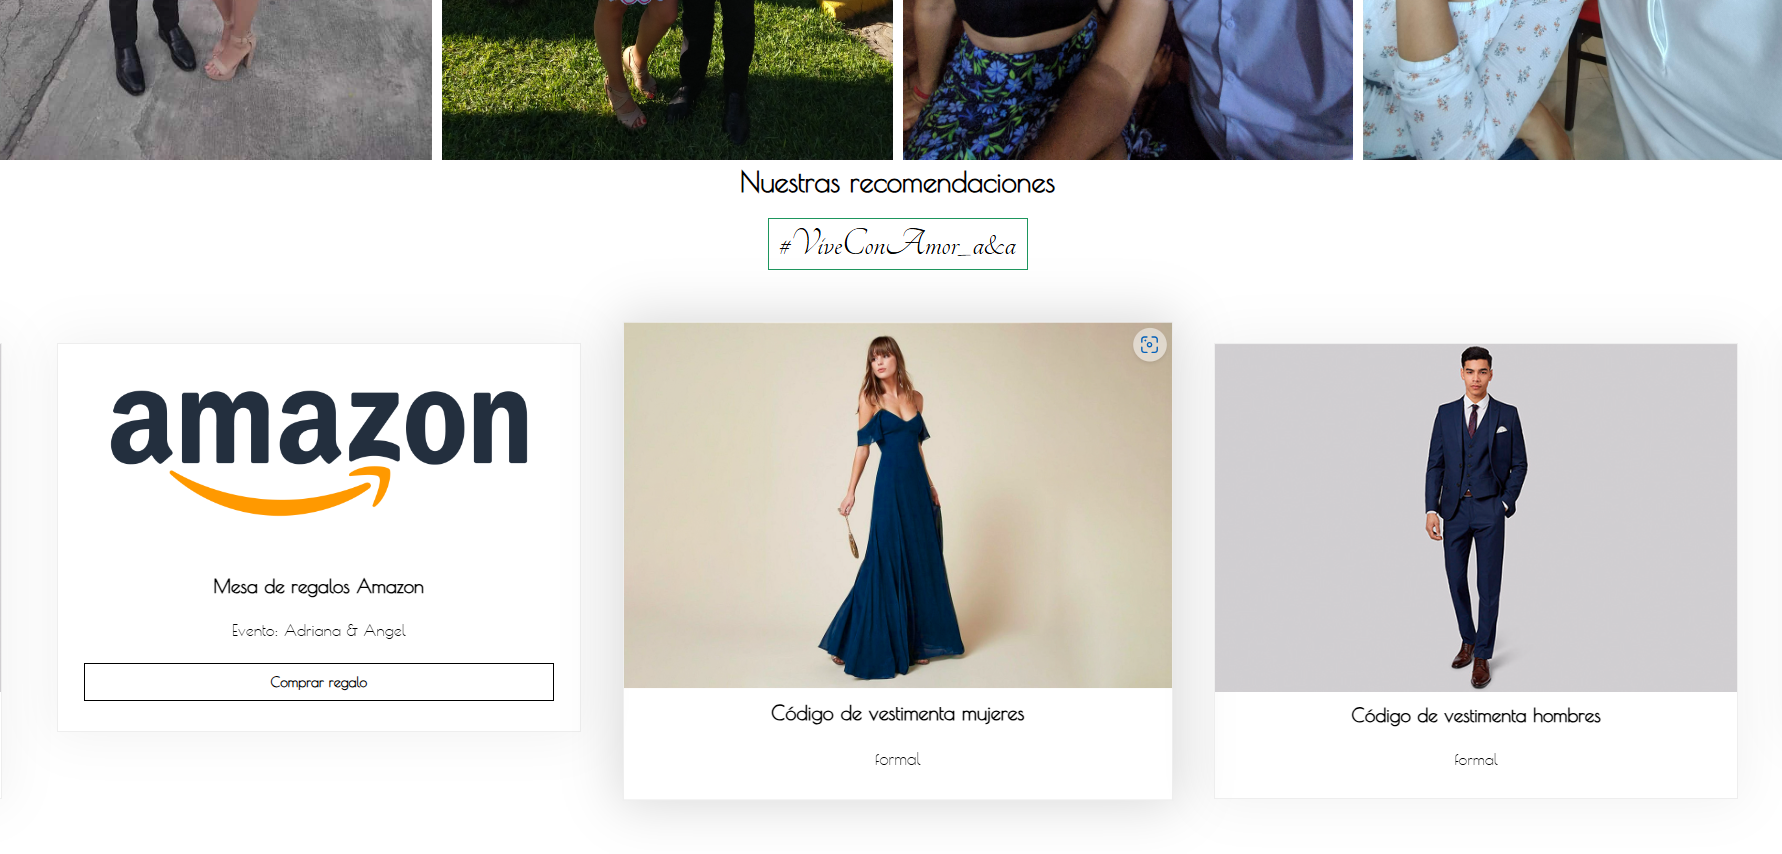 Nuestras recomendaciones
#ViveConAmor_a&a
amazon
Mesa de regalos Amazon
Evento: Adriana & Angel
Comprar regalo
Código de vestimenta mujeres
formal
Código de vestimenta hombres
formal